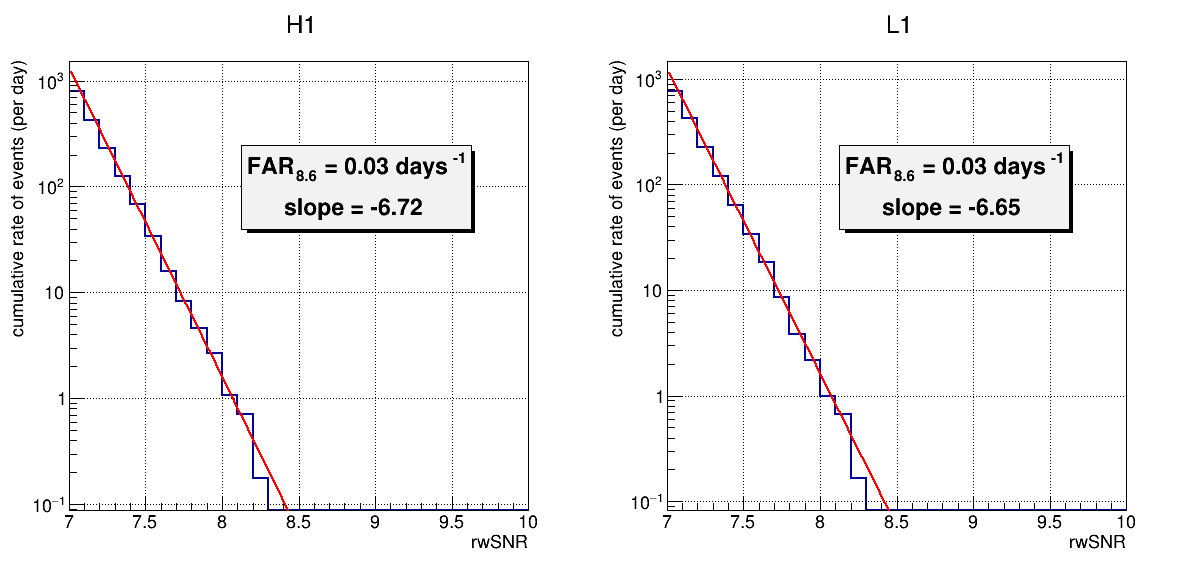 H1
cumulative rate of events (per day)
10³
10²
10
1
10⁻¹
FAR₈.₆ = 0.03 days⁻¹
slope = -6.72
7 7.5 8 8.5 9 9.5 10
rwSNR
L1
cumulative rate of events (per day)
10³
10²
10
1
10⁻¹
FAR₈.₆ = 0.03 days⁻¹
slope = -6.65
7 7.5 8 8.5 9 9.5 10
rwSNR